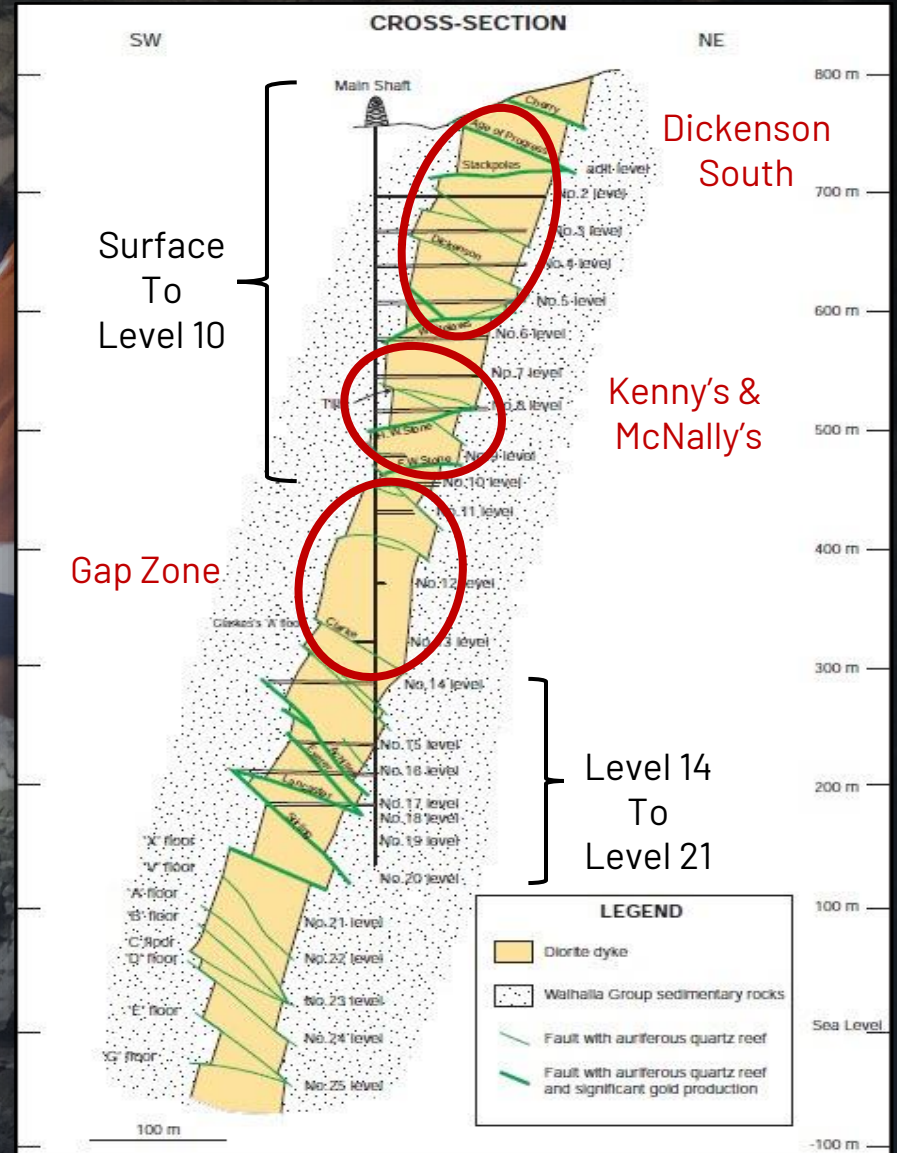 CROSS-SECTION
SW
NE
Main Shaft
800 m
Cherry
Age of Progress
Stackpoles
adit level
Dickenson
South
700 m
No.2 level
No.3 level
Dickenson
No.4 level
Surface
To
Level 10
No.5 level
600 m
No.6 level
No.7 level
Kenny's &
McNally's
No.8 level
500 m
Stone
No.9 level
No.10 level
No.11 level
400 m
Gap Zone
No.12 level
'A' floor
Clarke
No.13 level
300 m
No.14 level
No.15 level
No.16 level
Level 14
To
Level 21
200 m
No.17 level
No.18 level
No.19 level
"X" floor
"V" floor
No.20 level
'A' floor
'B' floor
100 m
No.21 level
'C' floor
"D" floor
No.22 level
No.23 level
'E' floor
No.24 level
Sea Level
'G' floor
No.25 level
LEGEND
Diorite dyke
Walhalla Group sedimentary rocks
Fault with auriferous quartz reef
Fault with auriferous quartz reef
and significant gold production
100 m
-100 m